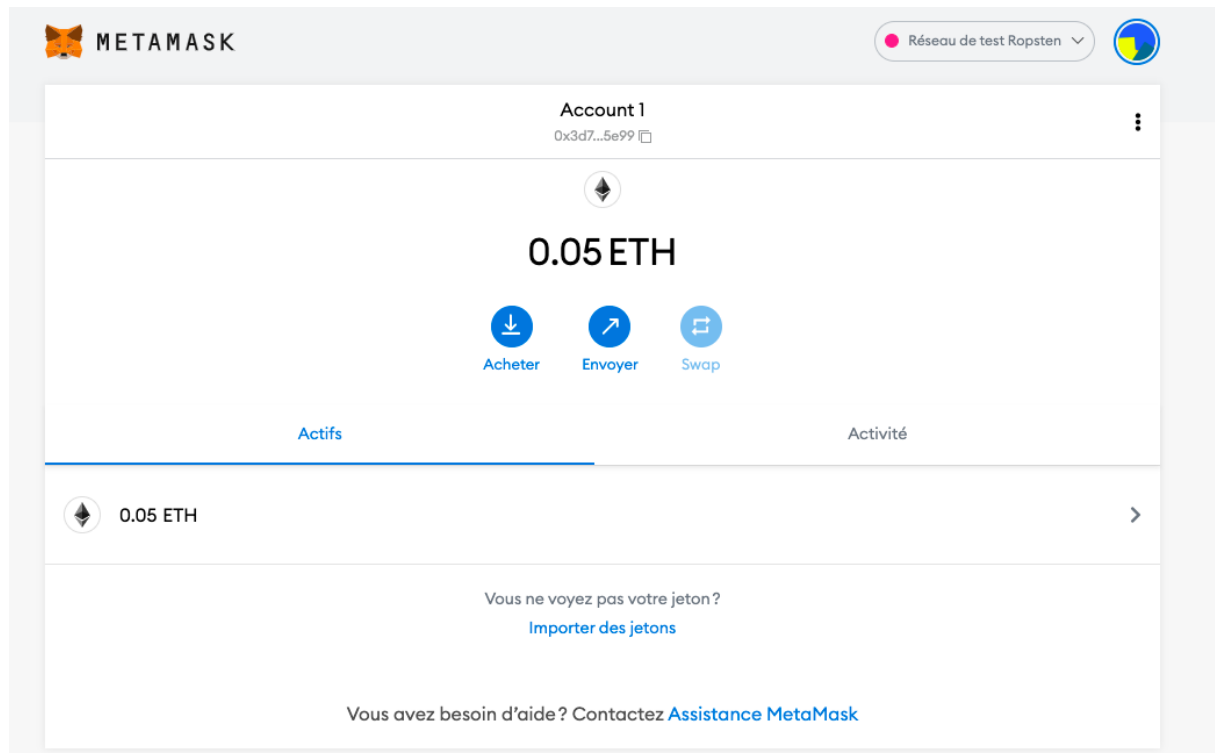 METAMASK
Réseau de test Ropsten
Account 1
0x3d7...5e99
0.05 ETH
Acheter Envoyer Swap
Actifs Activité
0.05 ETH
Vous ne voyez pas votre jeton ?
Importer des jetons
Vous avez besoin d’aide ? Contactez Assistance MetaMask